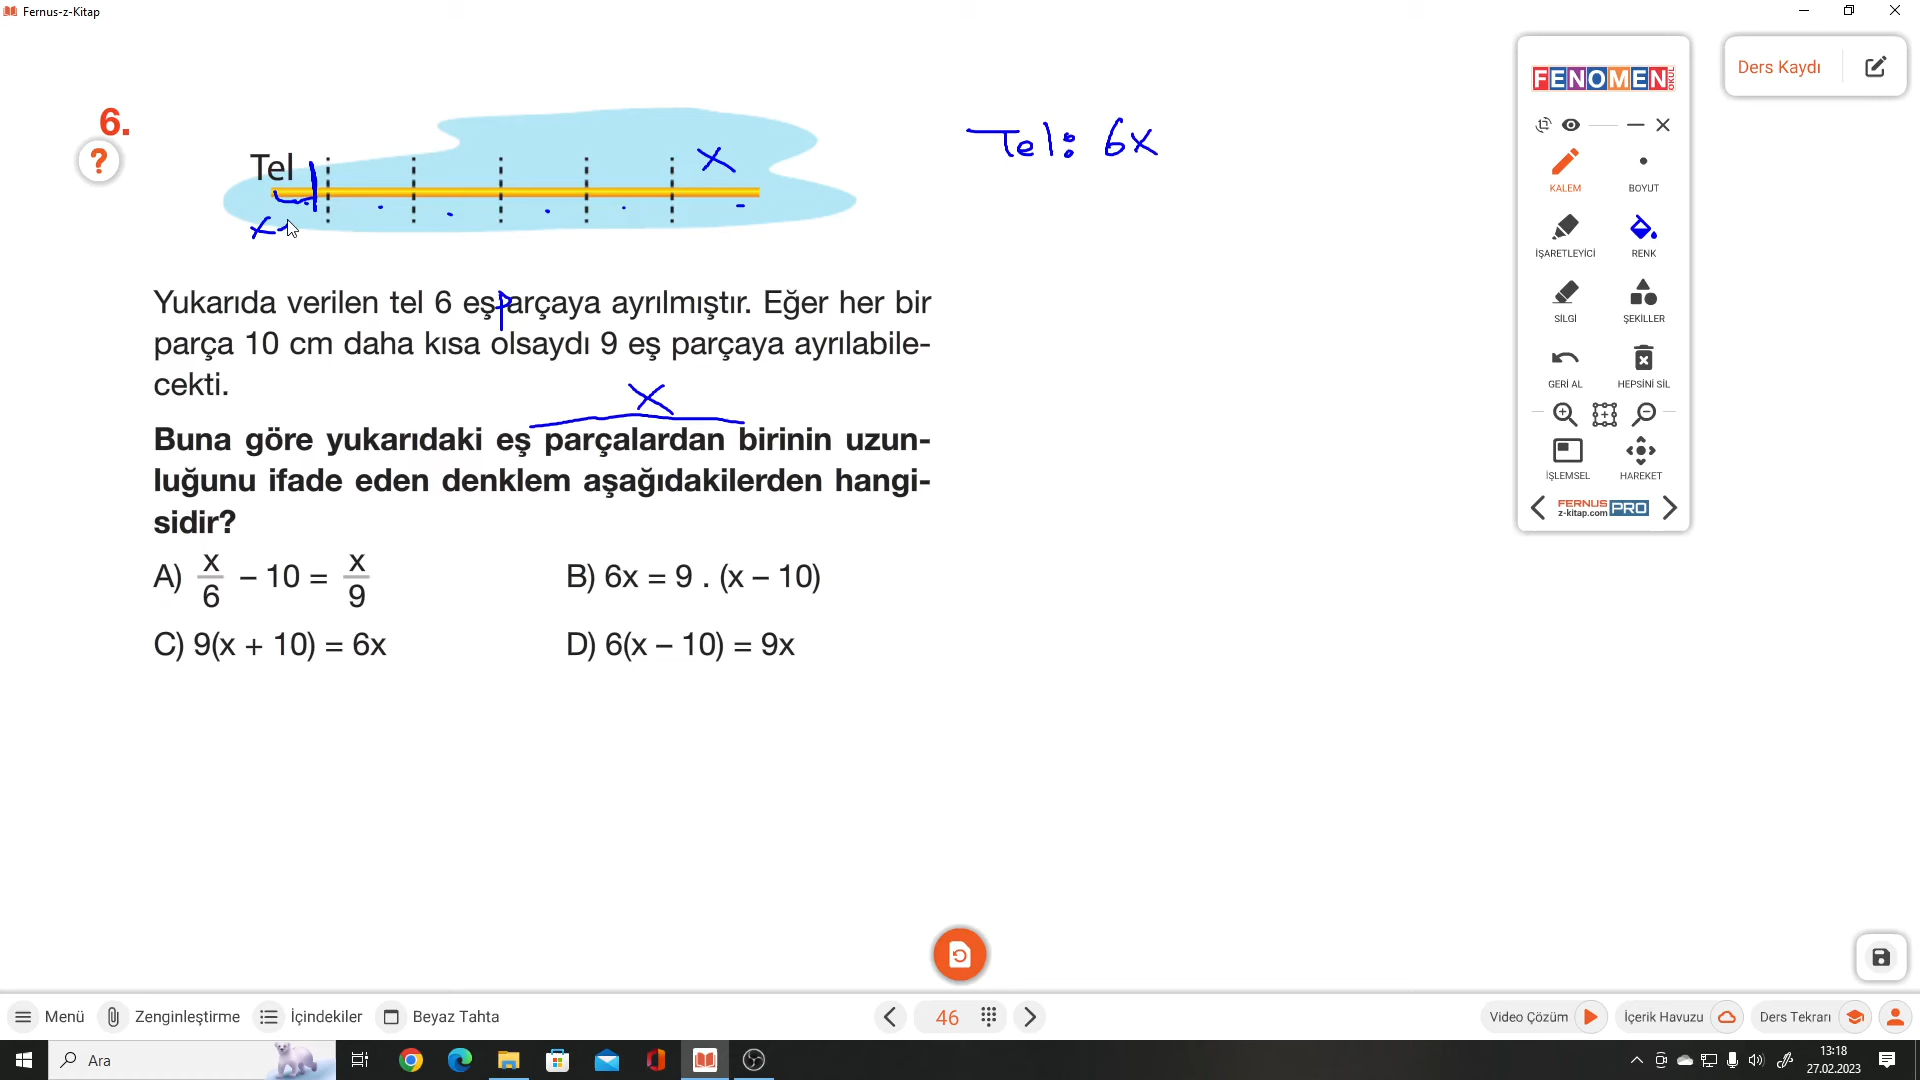 Fernus-z-Kitap
FENOMEN OKUL
Ders Kaydı
6.
?
Tel
x
Tel: 6x
x-
KALEM
BOYUT
İŞARETLEYİCİ
RENK
SİLGİ
ŞEKİLLER
GERİ AL
HEPSİNİ SİL
İŞLEMSEL
HAREKET
FERNUS PRO
z-kitap.com
Yukarıda verilen tel 6 eş parçaya ayrılmıştır. Eğer her bir
parça 10 cm daha kısa olsaydı 9 eş parçaya ayrılabile-
cekti.
x
Buna göre yukarıdaki eş parçalardan birinin uzun-
luğunu ifade eden denklem aşağıdakilerden hangi-
sidir?
A) x/6 – 10 = x/9
B) 6x = 9 . (x – 10)
C) 9(x + 10) = 6x
D) 6(x – 10) = 9x
Menü
Zenginleştirme
İçindekiler
Beyaz Tahta
46
Video Çözüm
İçerik Havuzu
Ders Tekrarı
Ara
13:18
27.02.2023